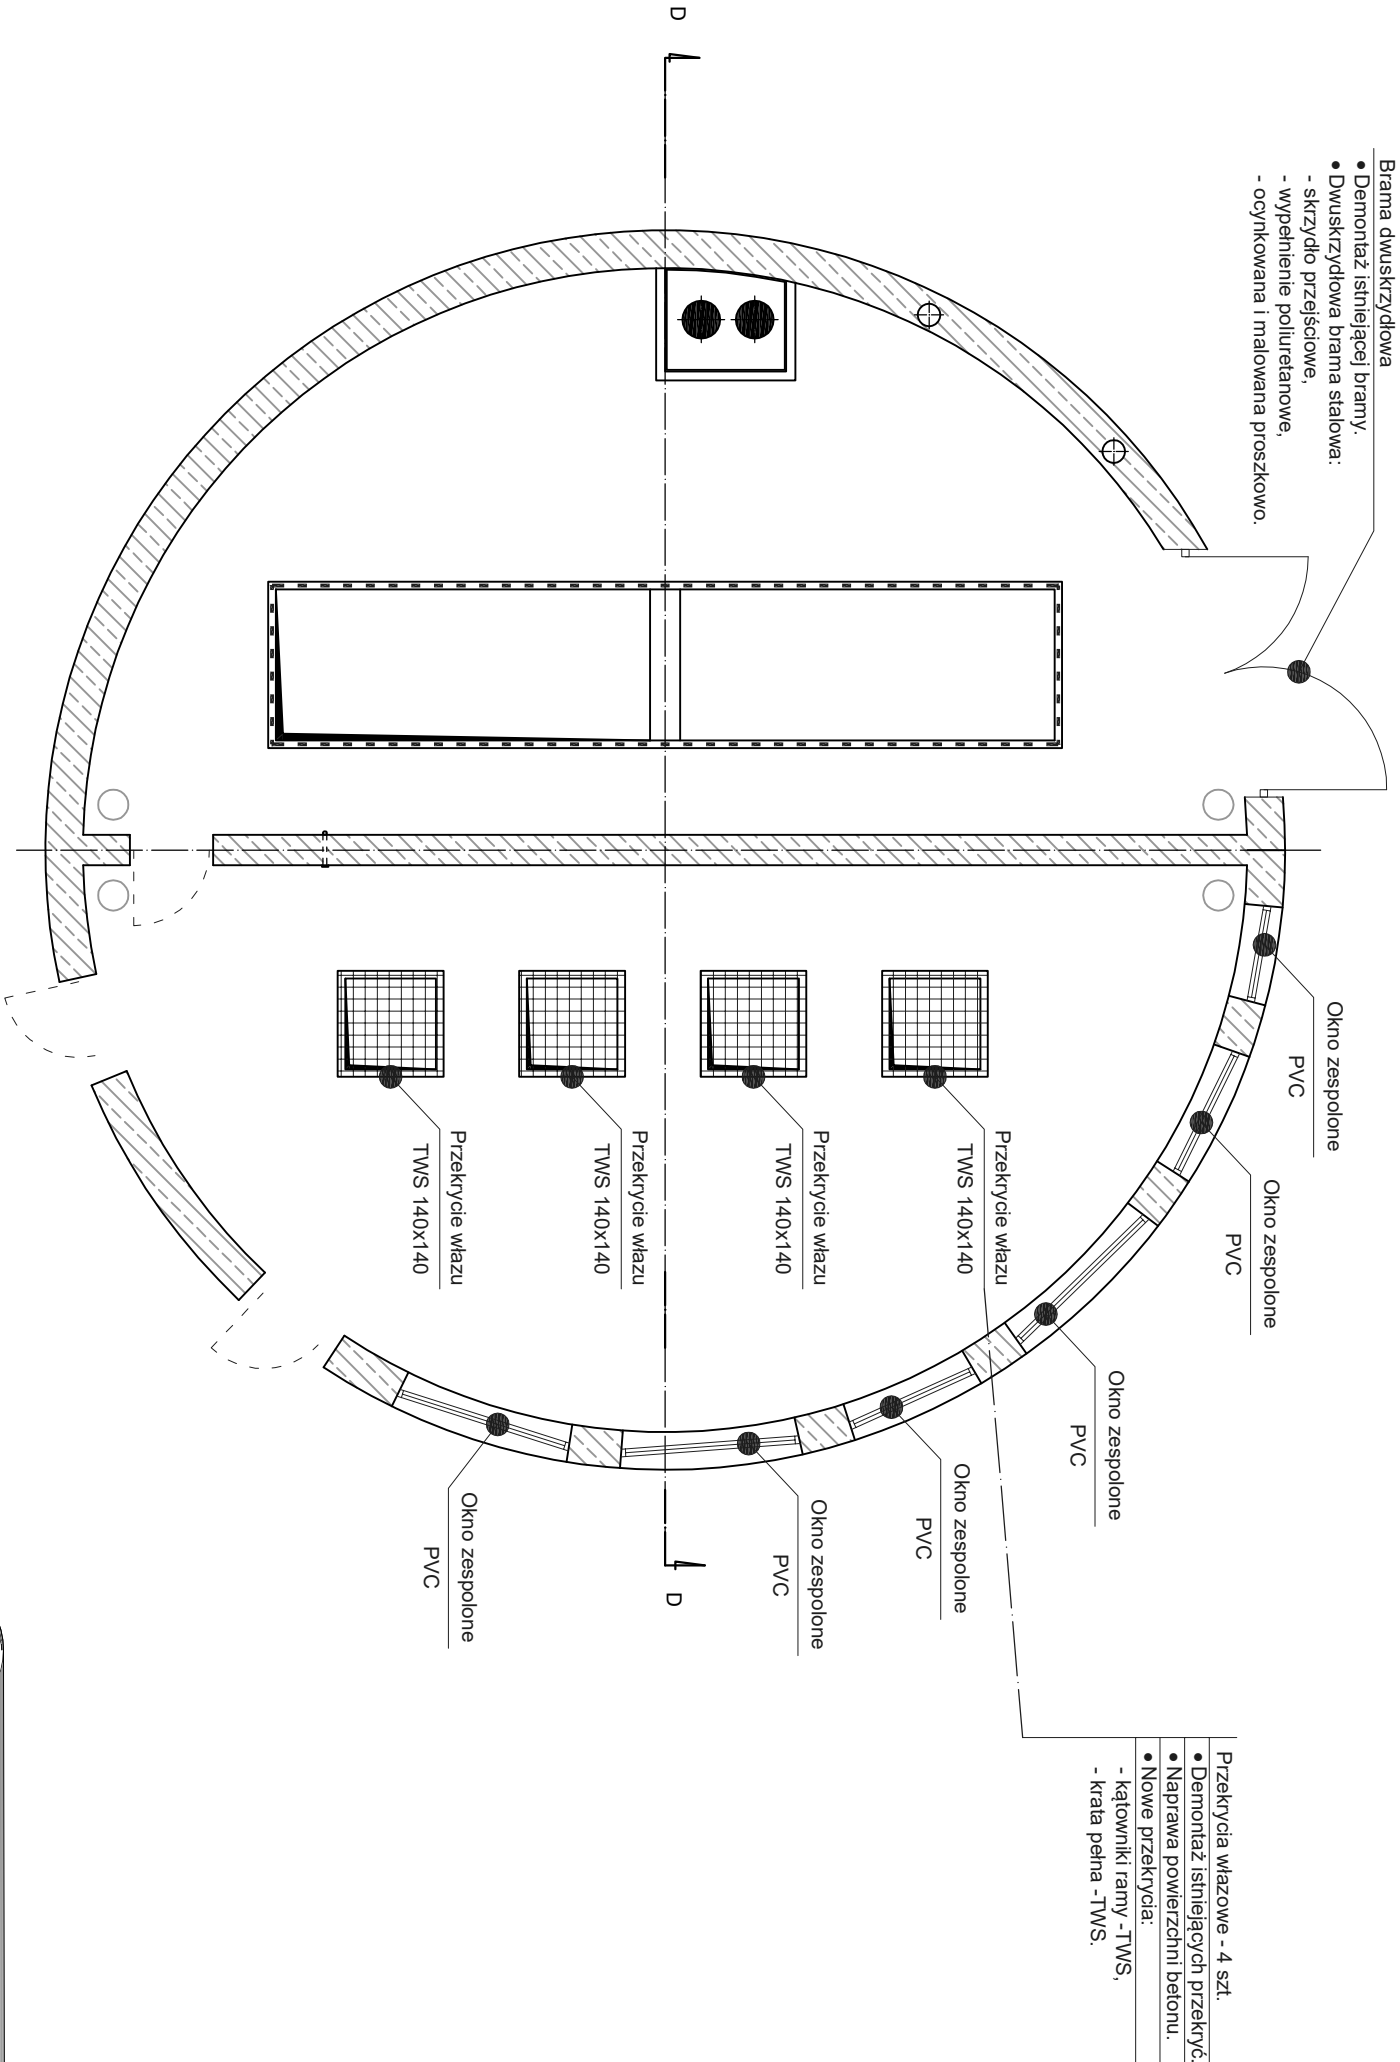 D
Brama dwuskrzydłowa
• Demontaż istniejącej bramy.
• Dwuskrzydłowa brama stalowa:
- skrzydło przejściowe,
- wypełnienie poliuretanowe,
- ocynkowana i malowana proszkowo.
Okno zespolone
PVC
Okno zespolone
PVC
Okno zespolone
PVC
Okno zespolone
PVC
Okno zespolone
PVC
Okno zespolone
PVC
Przekrycie włazu
TWS 140x140
Przekrycie włazu
TWS 140x140
Przekrycie włazu
TWS 140x140
Przekrycie włazu
TWS 140x140
D
Przekrycia włazowe - 4 szt.
• Demontaż istniejących przekryć.
• Naprawa powierzchni betonu.
• Nowe przekrycia:
- kątowniki ramy -TWS,
- krata pełna -TWS.